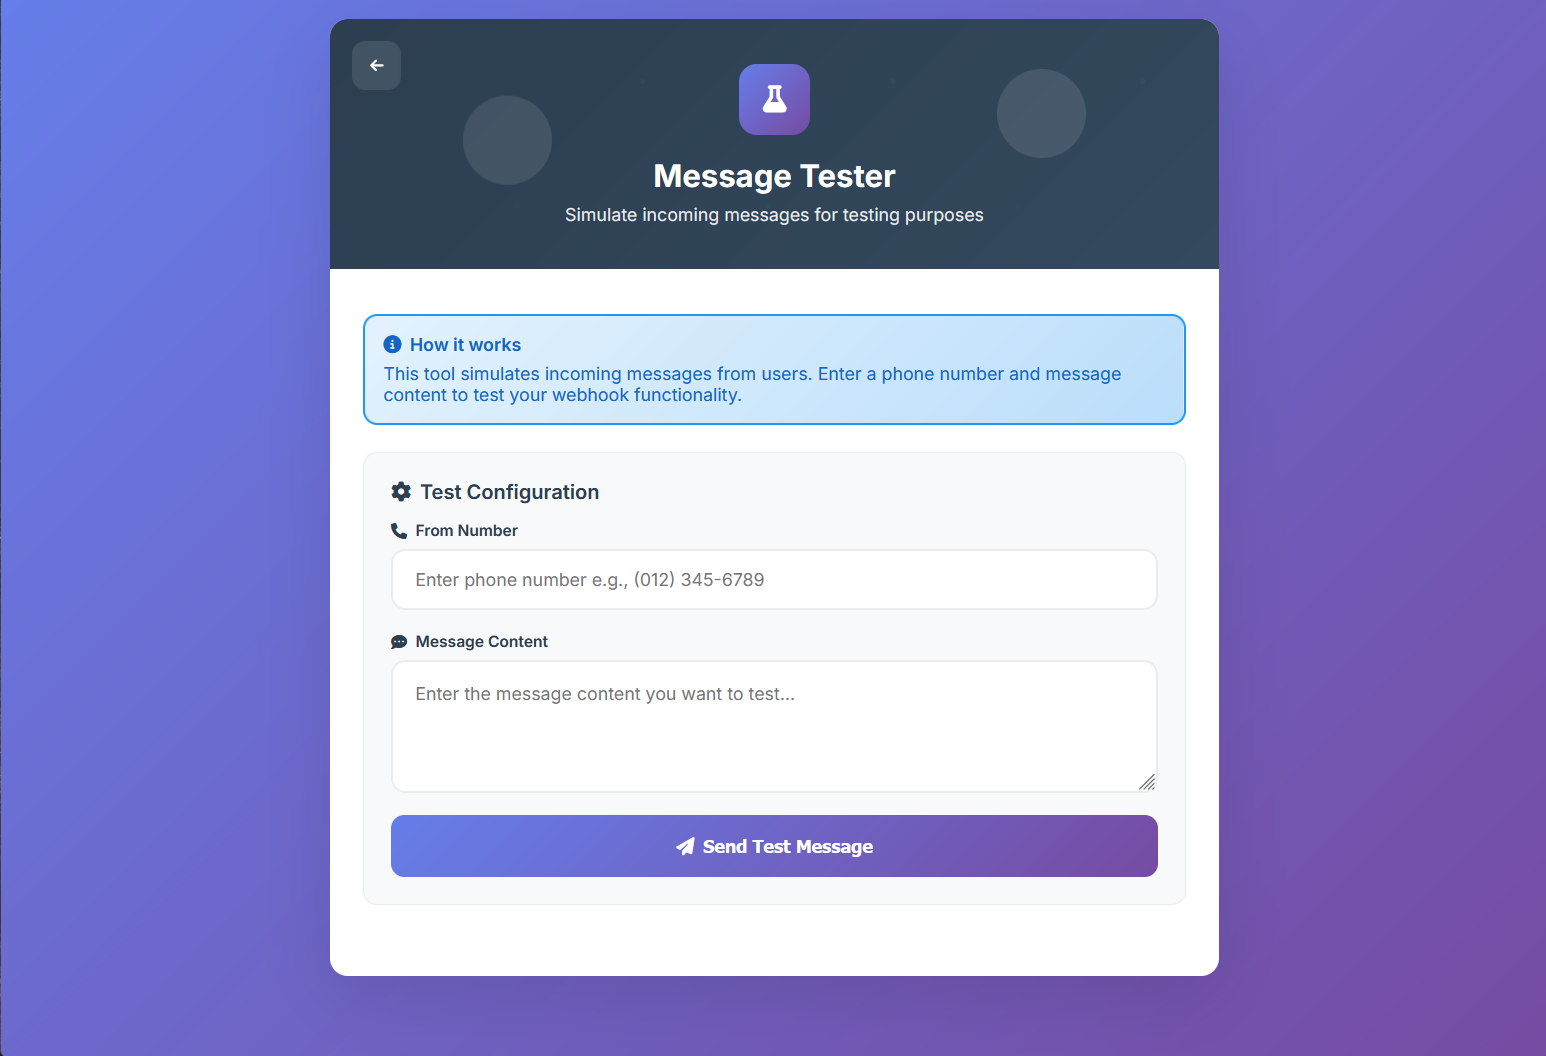 Message Tester
Simulate incoming messages for testing purposes
How it works
This tool simulates incoming messages from users. Enter a phone number and message
content to test your webhook functionality.
Test Configuration
From Number
Enter phone number e.g., (012) 345-6789
Message Content
Enter the message content you want to test...
Send Test Message